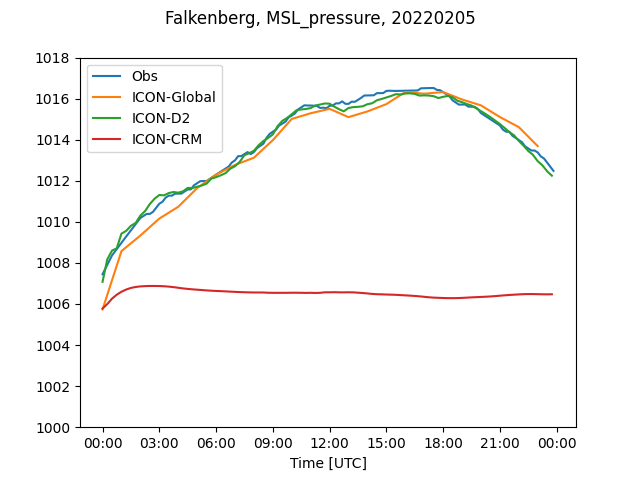 Falkenberg, MSL_pressure, 20220205
1018
1016
1014
1012
1010
1008
1006
1004
1002
1000
Obs
ICON-Global
ICON-D2
ICON-CRM
00:00 03:00 06:00 09:00 12:00 15:00 18:00 21:00 00:00
Time [UTC]